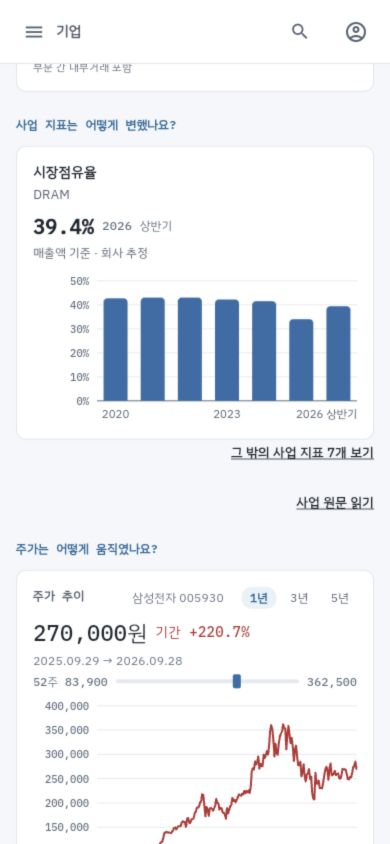 기업
부문 간 내부거래 포함
사업 지표는 어떻게 변했나요?
시장점유율
DRAM
39.4% 2026 상반기
매출액 기준 · 회사 추정
50%
40%
30%
20%
10%
0%
2020 2023 2026 상반기
그 밖의 사업 지표 7개 보기
사업 원문 읽기
주가는 어떻게 움직였나요?
주가 추이 삼성전자 005930 1년 3년 5년
270,000원 기간 +220.7%
2025.09.29 → 2026.09.28
52주 83,900 362,500
400,000
350,000
300,000
250,000
200,000
150,000